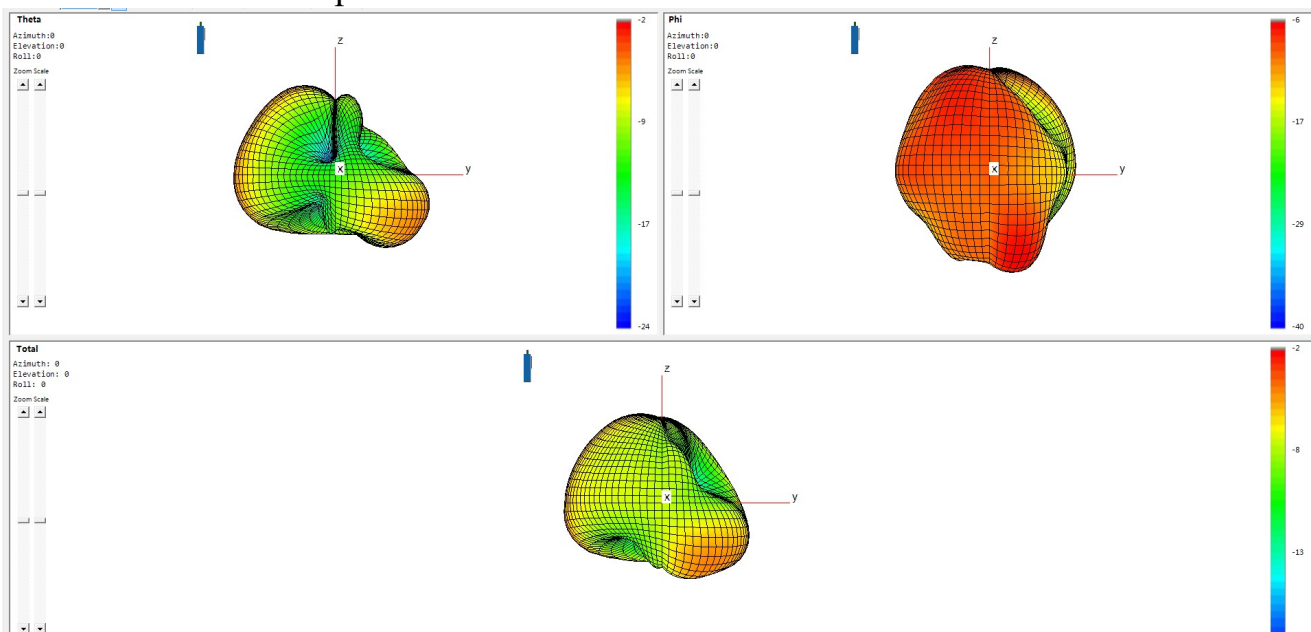 Theta
Azimuth:0
Elevation:0
Roll:0
Zoom Scale
z
x
y
-2
-9
-17
-24
Phi
Azimuth:0
Elevation:0
Roll:0
Zoom Scale
z
x
y
-6
-17
-29
-40
Total
Azimuth: 0
Elevation: 0
Roll: 0
Zoom Scale
z
x
y
-2
-8
-13